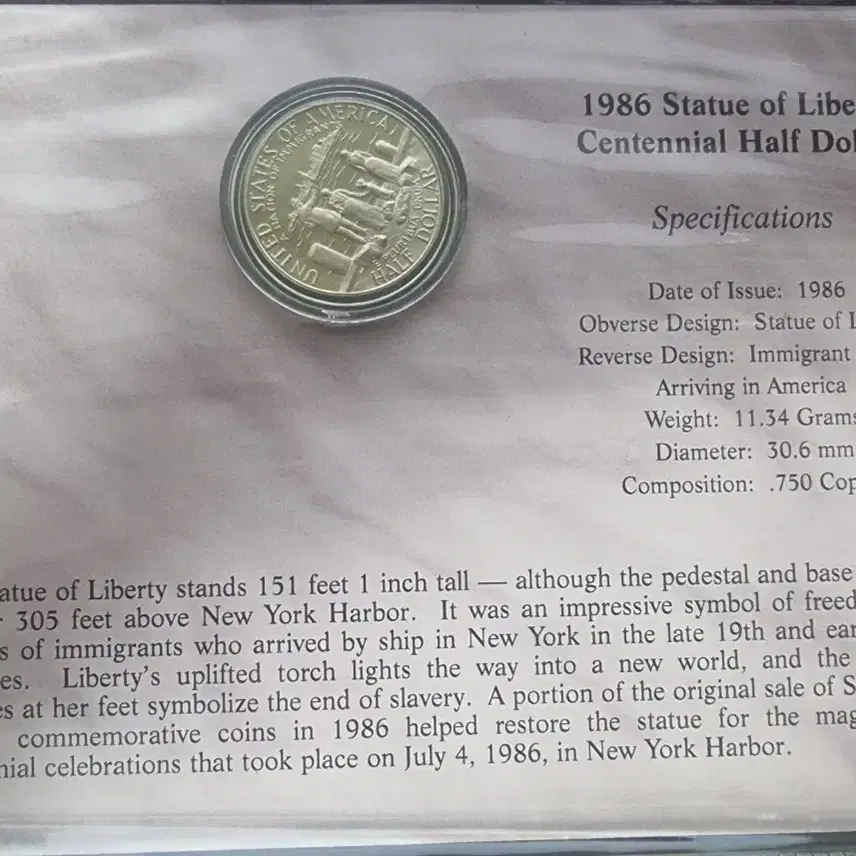 UNITED STATES OF AMERICA
A NATION OF IMMIGRANTS
HALF DOLLAR
1986 Statue of Libe
Centennial Half Dol
Specifications
Date of Issue: 1986
Obverse Design: Statue of L
Reverse Design: Immigrant
Arriving in America
Weight: 11.34 Grams
Diameter: 30.6 mm
Composition: .750 Cop
atue of Liberty stands 151 feet 1 inch tall — although the pedestal and base
305 feet above New York Harbor. It was an impressive symbol of freed
s of immigrants who arrived by ship in New York in the late 19th and ear
es. Liberty's uplifted torch lights the way into a new world, and the
es at her feet symbolize the end of slavery. A portion of the original sale of S
commemorative coins in 1986 helped restore the statue for the mag
nial celebrations that took place on July 4, 1986, in New York Harbor.